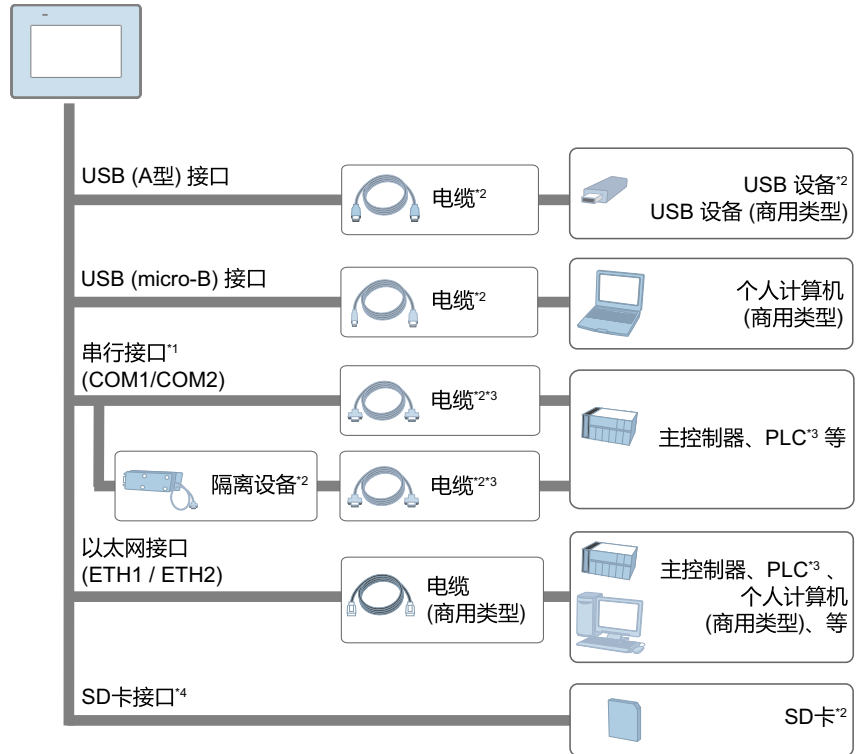 USB (A型) 接口
电缆*2
USB 设备*2
USB 设备 (商用类型)
USB (micro-B) 接口
电缆*2
个人计算机
(商用类型)
串行接口*1
(COM1/COM2)
电缆*2*3
主控制器、PLC*3 等
隔离设备*2
电缆*2*3
以太网接口
(ETH1 / ETH2)
电缆
(商用类型)
主控制器、PLC*3 、
个人计算机
(商用类型)、等
SD卡接口*4
SD卡*2